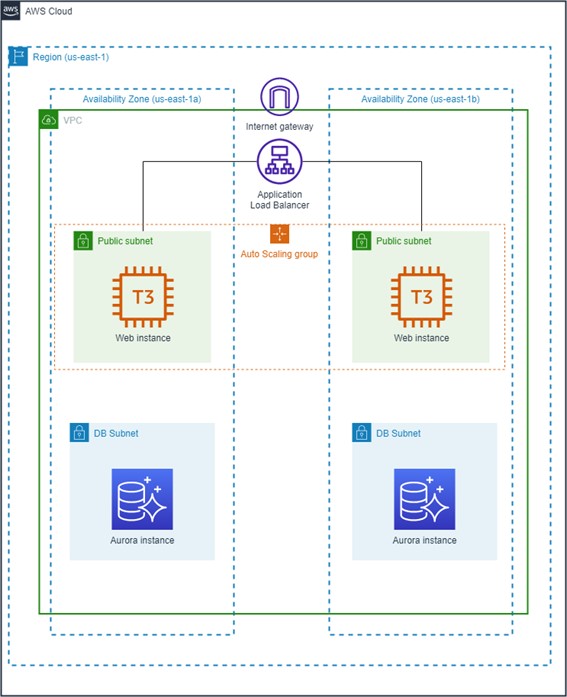 aws
AWS Cloud
Region (us-east-1)
Availability Zone (us-east-1a)
Availability Zone (us-east-1b)
VPC
Internet gateway
Application
Load Balancer
Public subnet
Public subnet
Auto Scaling group
T3
T3
Web instance
Web instance
DB Subnet
DB Subnet
Aurora instance
Aurora instance